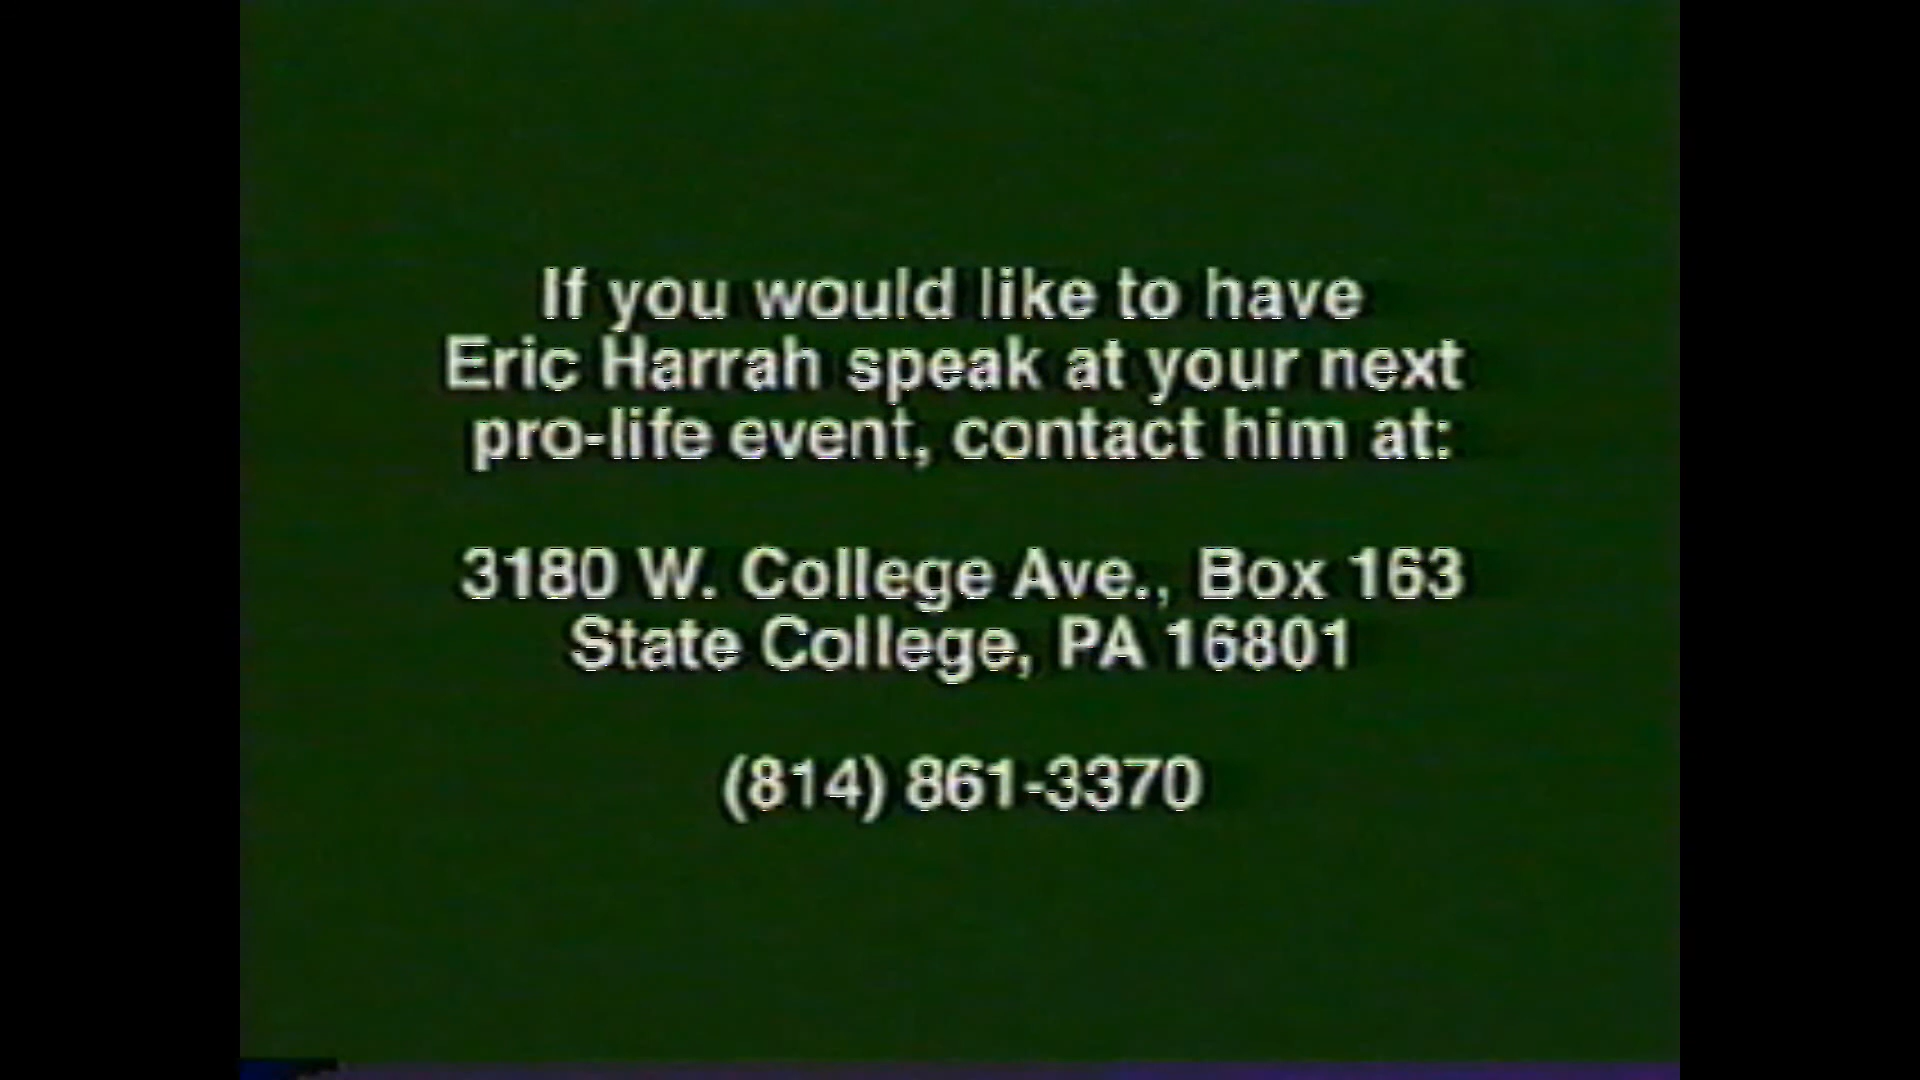 If you would like to have
Eric Harrah speak at your next
pro-life event, contact him at:
3180 W. College Ave., Box 163
State College, PA 16801
(814) 861-3370